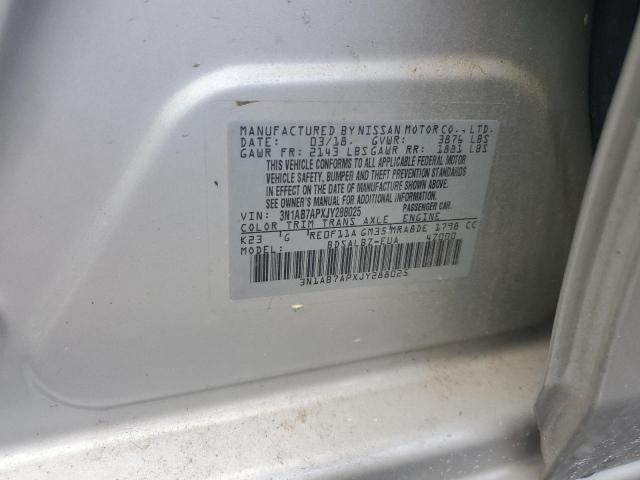 MANUFACTURED BY NISSAN MOTOR CO., LTD.
DATE: 03/18. GVWR: 3876 LBS
GAWR FR: 2143 LBS GAWR RR: 1881 LBS
THIS VEHICLE CONFORMS TO ALL APPLICABLE FEDERAL MOTOR
VEHICLE SAFETY, BUMPER AND THEFT PREVENTION STANDARDS
IN EFFECT ON THE DATE OF MANUFACTURE SHOWN ABOVE.
SEE OWNER'S MANUAL FOR ADDITIONAL INFORMATION.
VIN: 3N1AB7APXJY288025 PASSENGER CAR
COLOR TRIM TRANS AXLE ENGINE
K23 G RE0F11A GM35 MRA8DE 1798 CC
MODEL: BDSALBZ-EUA 47000
3N1AB7APXJY288025